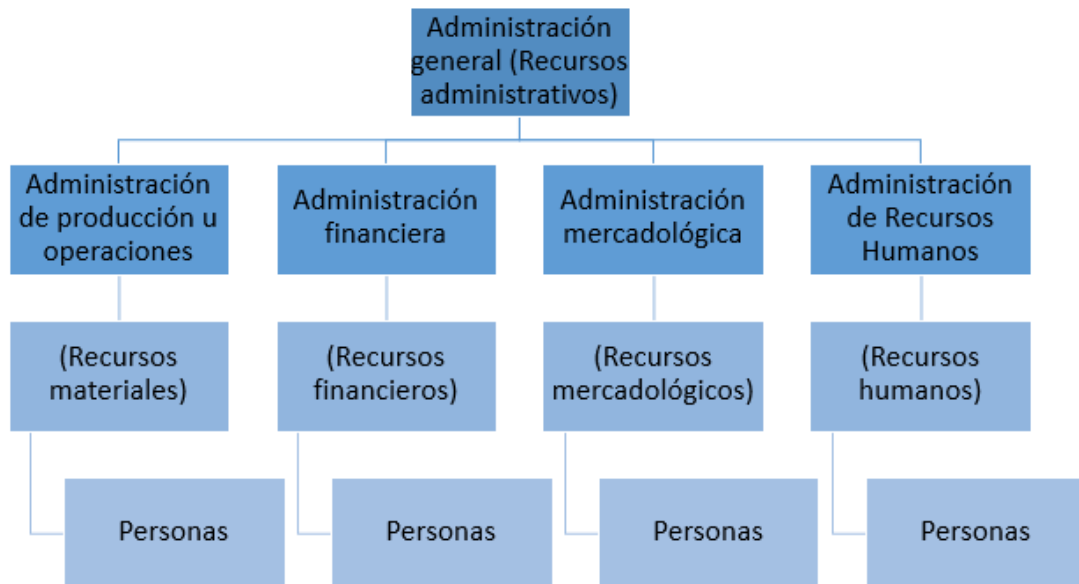 Administración
general (Recursos
administrativos)
Administración
de producción u
operaciones
Administración
financiera
Administración
mercadológica
Administración
de Recursos
Humanos
(Recursos
materiales)
(Recursos
financieros)
(Recursos
mercadológicos)
(Recursos
humanos)
Personas
Personas
Personas
Personas